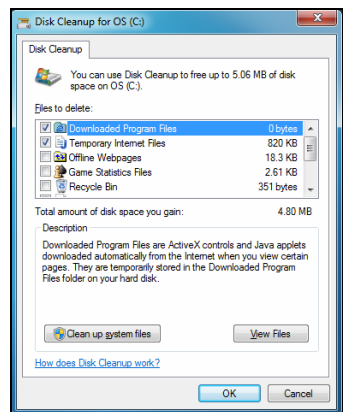 Disk Cleanup for OS (C:)
Disk Cleanup
You can use Disk Cleanup to free up to 5.06 MB of disk
space on OS (C:).
Files to delete:
Downloaded Program Files 0 bytes
Temporary Internet Files 820 KB
Offline Webpages 18.3 KB
Game Statistics Files 2.61 KB
Recycle Bin 351 bytes
Total amount of disk space you gain: 4.80 MB
Description
Downloaded Program Files are ActiveX controls and Java applets
downloaded automatically from the Internet when you view certain
pages. They are temporarily stored in the Downloaded Program
Files folder on your hard disk.
Clean up system files View Files
How does Disk Cleanup work?
OK Cancel